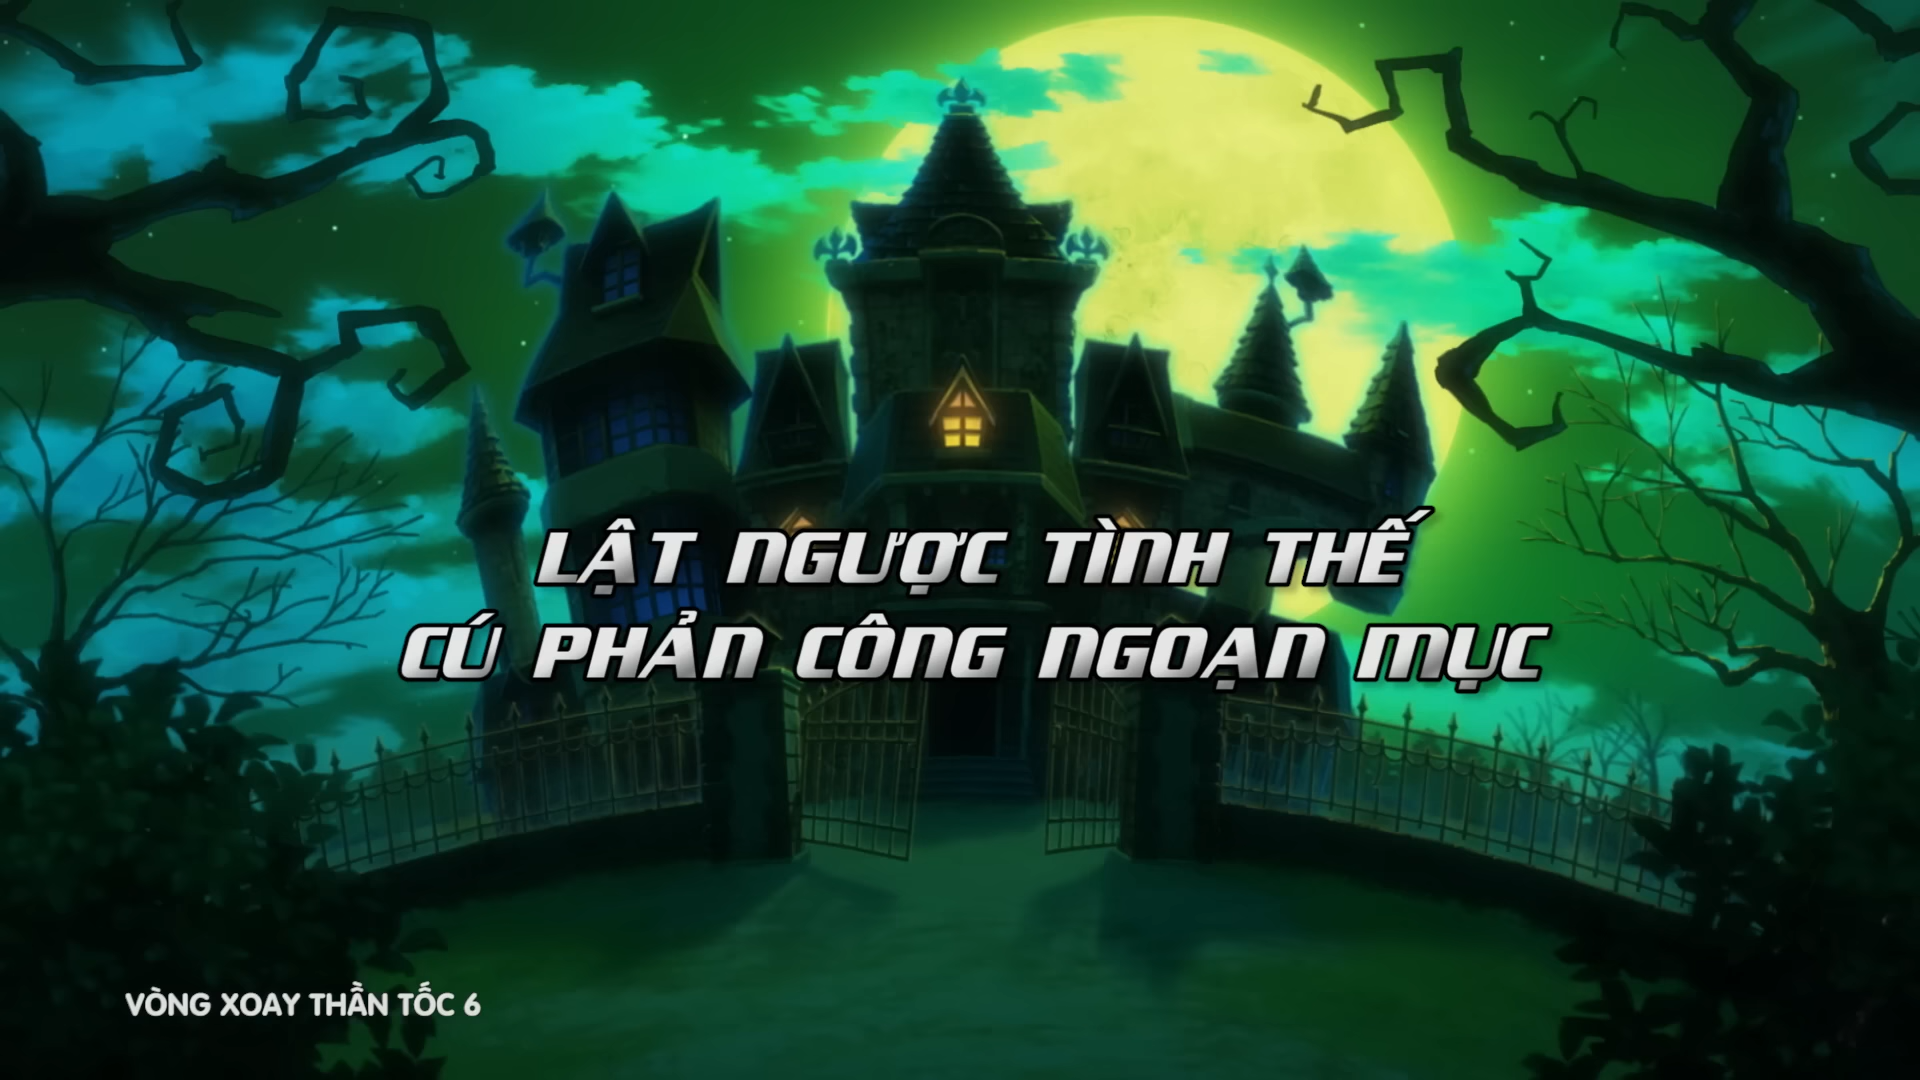 LẬT NGƯỢC TÌNH THẾ
CÚ PHẢN CÔNG NGOẠN MỤC
VÒNG XOAY THẦN TỐC 6